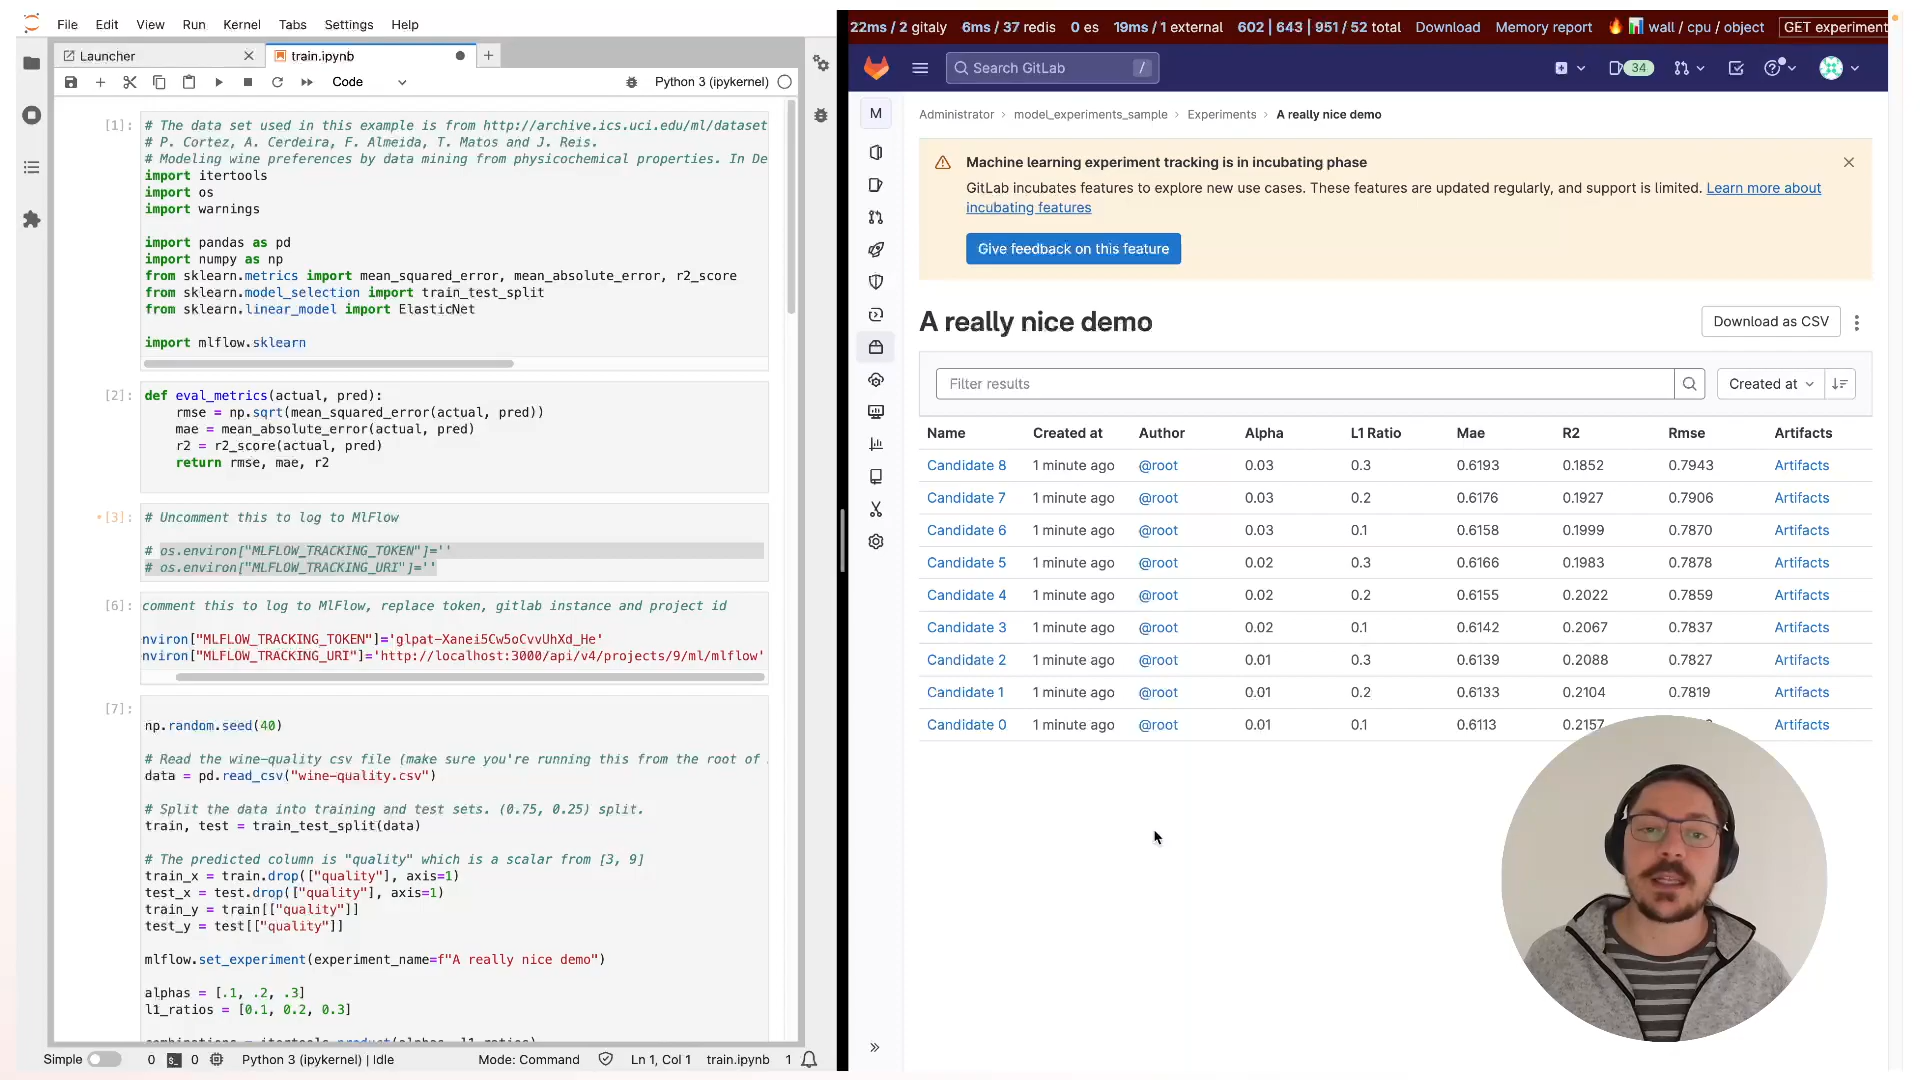 File Edit View Run Kernel Tabs Settings Help
Launcher
train.ipynb
Code
Python 3 (ipykernel)
[1]:
# The data set used in this example is from http://archive.ics.uci.edu/ml/dataset
# P. Cortez, A. Cerdeira, F. Almeida, T. Matos and J. Reis.
# Modeling wine preferences by data mining from physicochemical properties. In De
import itertools
import os
import warnings
import pandas as pd
import numpy as np
from sklearn.metrics import mean_squared_error, mean_absolute_error, r2_score
from sklearn.model_selection import train_test_split
from sklearn.linear_model import ElasticNet
import mlflow.sklearn
[2]:
def eval_metrics(actual, pred):
rmse = np.sqrt(mean_squared_error(actual, pred))
mae = mean_absolute_error(actual, pred)
r2 = r2_score(actual, pred)
return rmse, mae, r2
[3]:
# Uncomment this to log to MlFlow
# os.environ["MLFLOW_TRACKING_TOKEN"]=''
# os.environ["MLFLOW_TRACKING_URI"]=''
[6]:
comment this to log to MlFlow, replace token, gitlab instance and project id
nviron["MLFLOW_TRACKING_TOKEN"]='glpat-Xanei5Cw5oCvvUhXd_He'
nviron["MLFLOW_TRACKING_URI"]='http://localhost:3000/api/v4/projects/9/ml/mlflow'
[7]:
np.random.seed(40)
# Read the wine-quality csv file (make sure you're running this from the root of
data = pd.read_csv("wine-quality.csv")
# Split the data into training and test sets. (0.75, 0.25) split.
train, test = train_test_split(data)
# The predicted column is "quality" which is a scalar from [3, 9]
train_x = train.drop(["quality"], axis=1)
test_x = test.drop(["quality"], axis=1)
train_y = train[["quality"]]
test_y = test[["quality"]]
mlflow.set_experiment(experiment_name=f"A really nice demo")
alphas = [.1, .2, .3]
l1_ratios = [0.1, 0.2, 0.3]
Simple 0 0 Python 3 (ipykernel) | Idle Mode: Command Ln 1, Col 1 train.ipynb 1
22ms / 2 gitaly 6ms / 37 redis 0 es 19ms / 1 external 602 | 643 | 951 / 52 total Download Memory report wall / cpu / object GET experiment
Search GitLab /
34
M
Administrator › model_experiments_sample › Experiments › A really nice demo
Machine learning experiment tracking is in incubating phase
GitLab incubates features to explore new use cases. These features are updated regularly, and support is limited. Learn more about
incubating features
Give feedback on this feature
A really nice demo
Download as CSV
Filter results
Created at
Name Created at Author Alpha L1 Ratio Mae R2 Rmse Artifacts
Candidate 8 1 minute ago @root 0.03 0.3 0.6193 0.1852 0.7943 Artifacts
Candidate 7 1 minute ago @root 0.03 0.2 0.6176 0.1927 0.7906 Artifacts
Candidate 6 1 minute ago @root 0.03 0.1 0.6158 0.1999 0.7870 Artifacts
Candidate 5 1 minute ago @root 0.02 0.3 0.6166 0.1983 0.7878 Artifacts
Candidate 4 1 minute ago @root 0.02 0.2 0.6155 0.2022 0.7859 Artifacts
Candidate 3 1 minute ago @root 0.02 0.1 0.6142 0.2067 0.7837 Artifacts
Candidate 2 1 minute ago @root 0.01 0.3 0.6139 0.2088 0.7827 Artifacts
Candidate 1 1 minute ago @root 0.01 0.2 0.6133 0.2104 0.7819 Artifacts
Candidate 0 1 minute ago @root 0.01 0.1 0.6113 0.2157 Artifacts